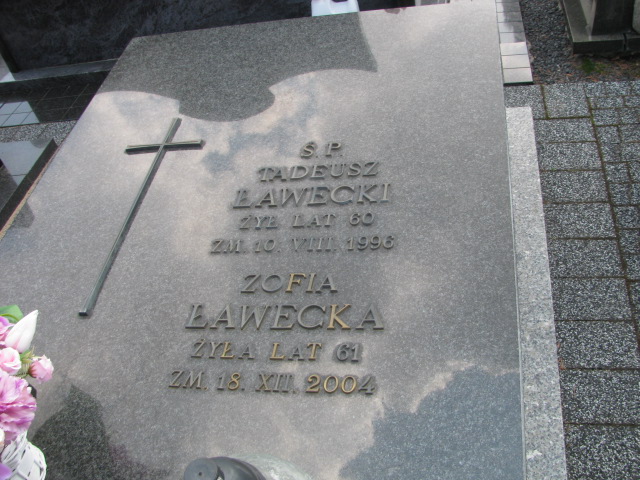 Ś. P.
TADEUSZ
ŁAWECKI
ŻYŁ LAT 60
ZM. 10. VIII. 1996
ZOFIA
ŁAWECKA
ŻYŁA LAT 61
ZM. 18. XII. 2004